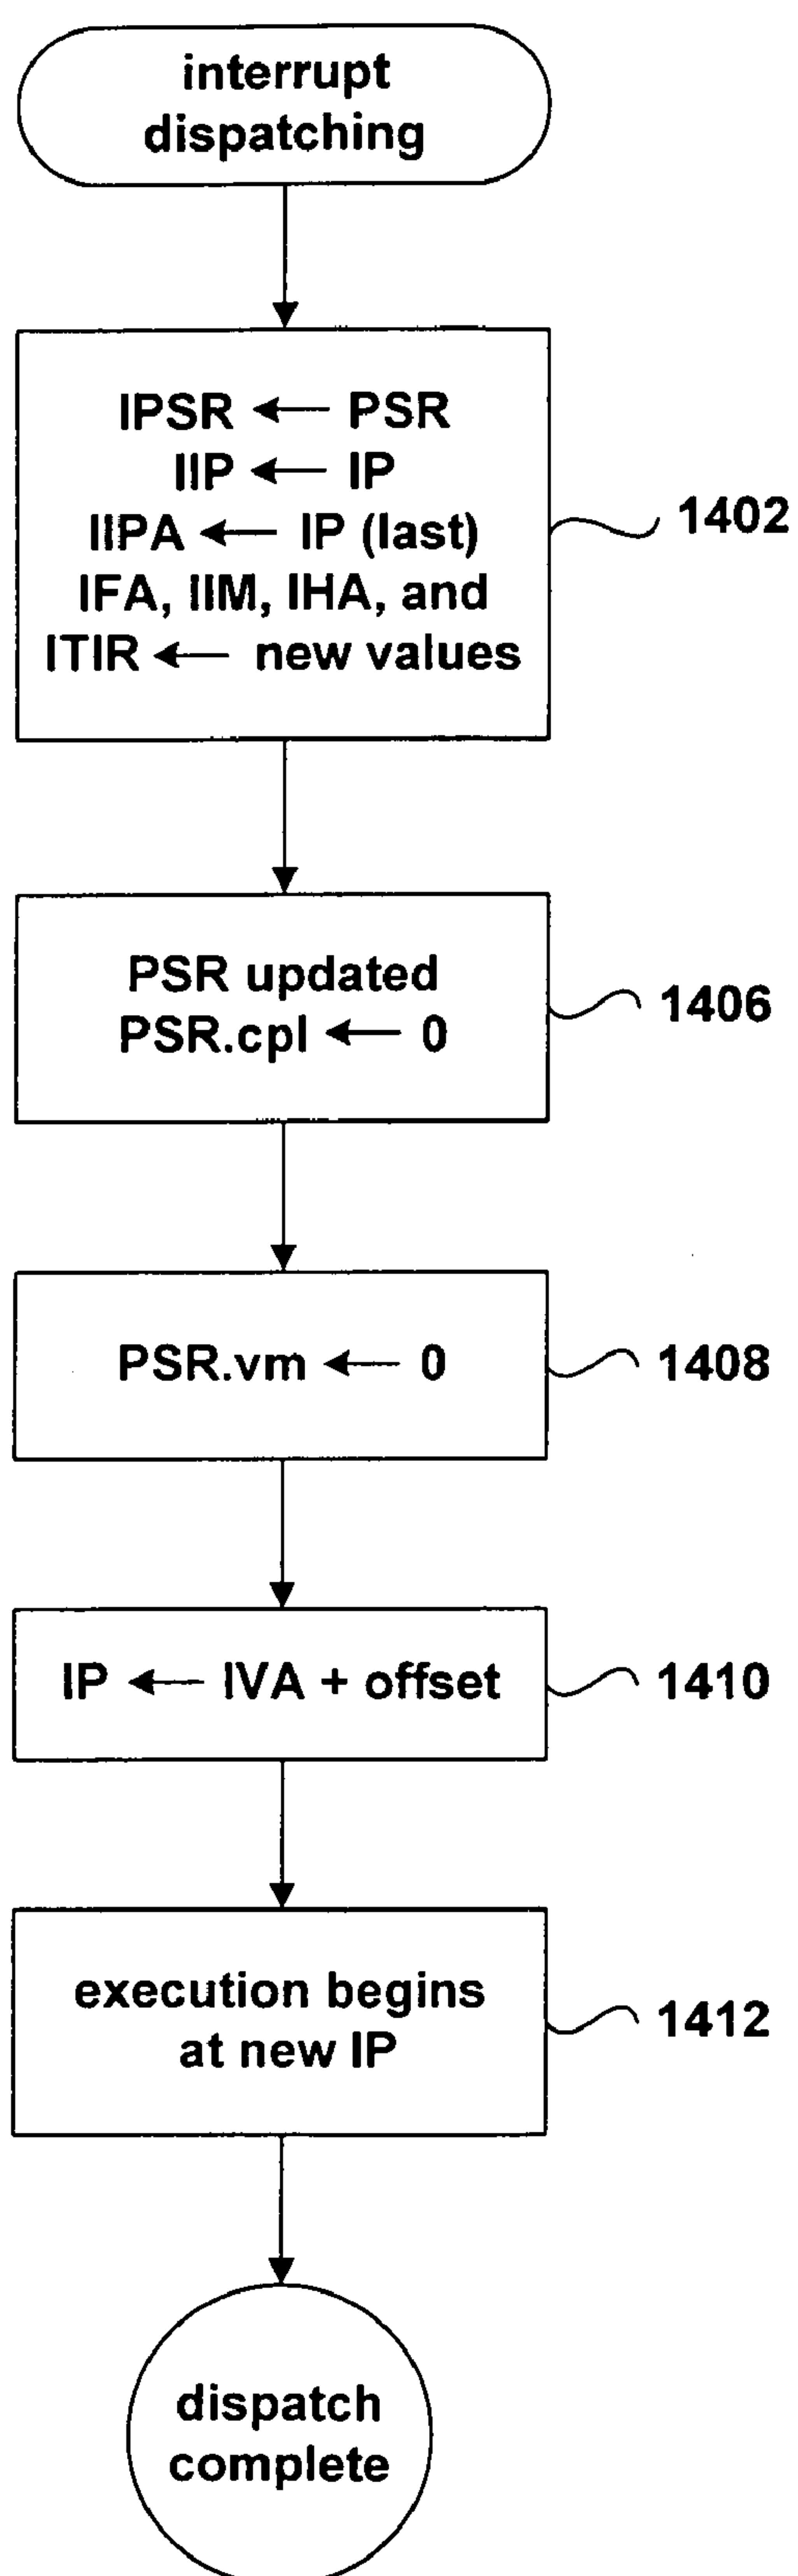 interrupt
dispatching
IPSR ← PSR
IIP ← IP
IIPA ← IP (last)
IFA, IIM, IHA, and
ITIR ← new values
1402
PSR updated
PSR.cpl ← 0
1406
PSR.vm ← 0
1408
IP ← IVA + offset
1410
execution begins
at new IP
1412
dispatch
complete